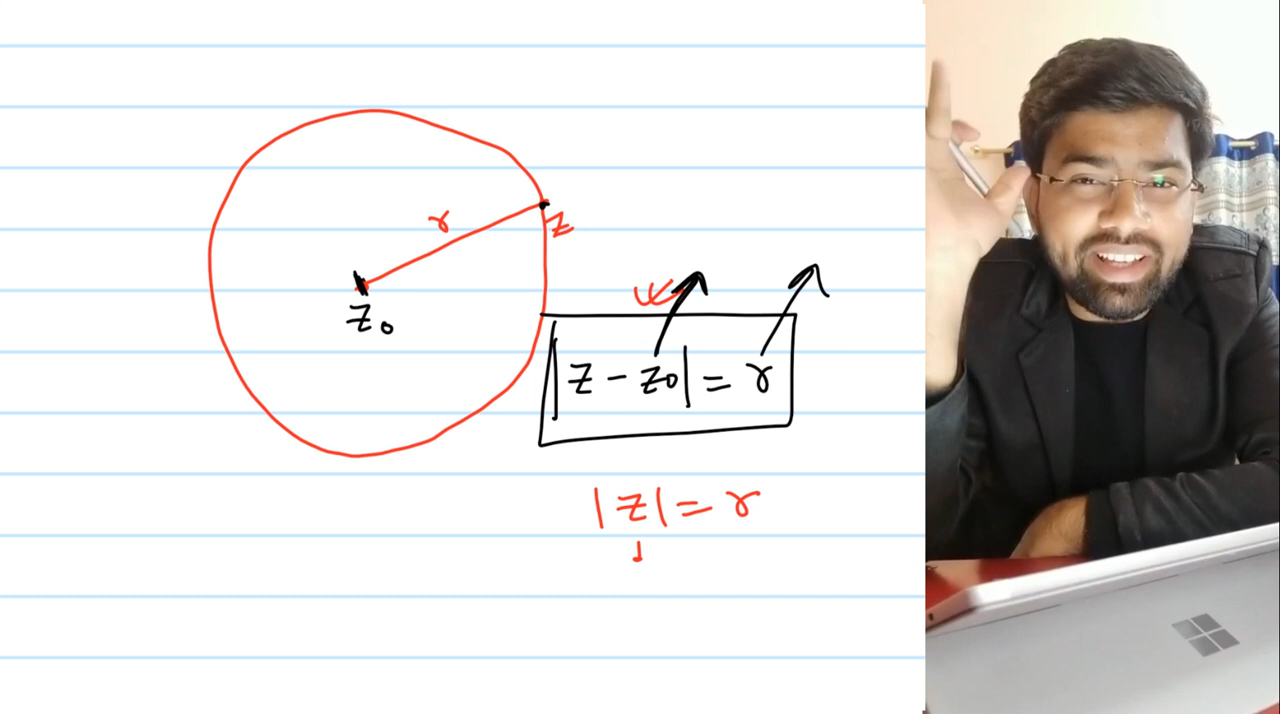 r
z
z₀
|z - z₀| = r
|z| = r